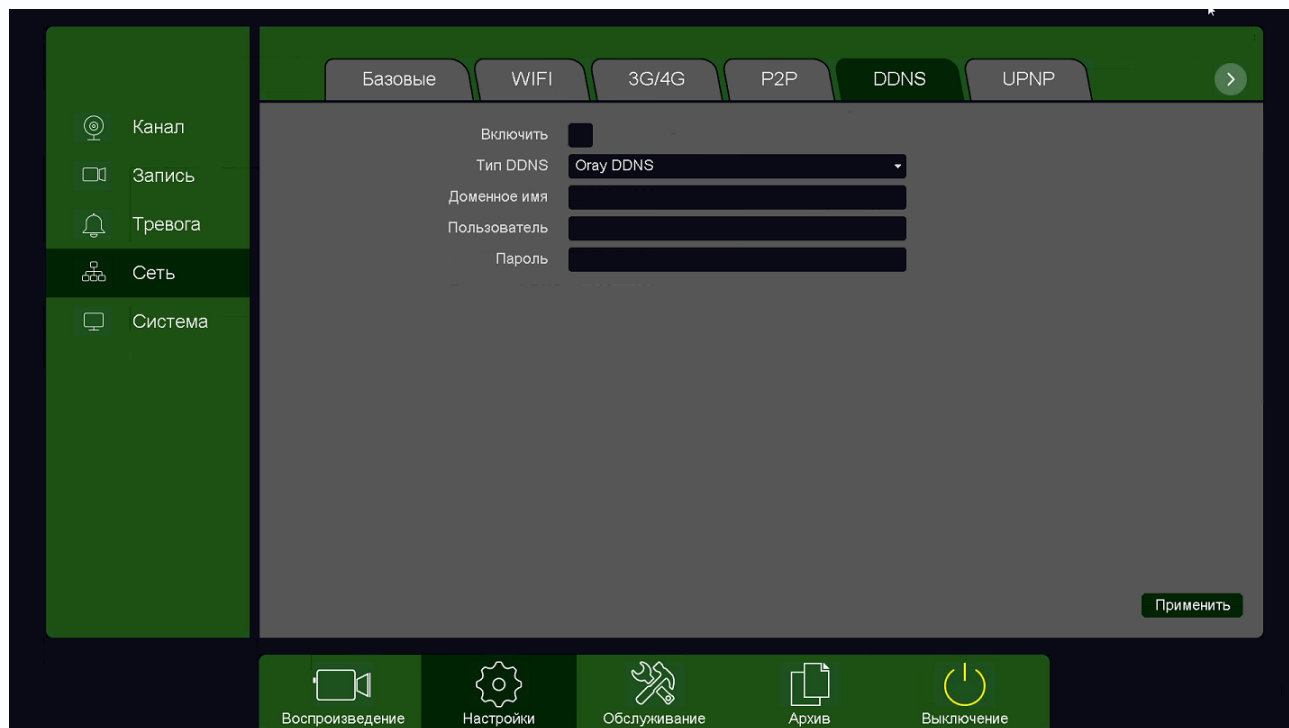 Базовые WIFI 3G/4G P2P DDNS UPNP
Канал
Запись
Тревога
Сеть
Система
Включить
Тип DDNS Oray DDNS
Доменное имя
Пользователь
Пароль
Применить
Воспроизведение Настройки Обслуживание Архив Выключение